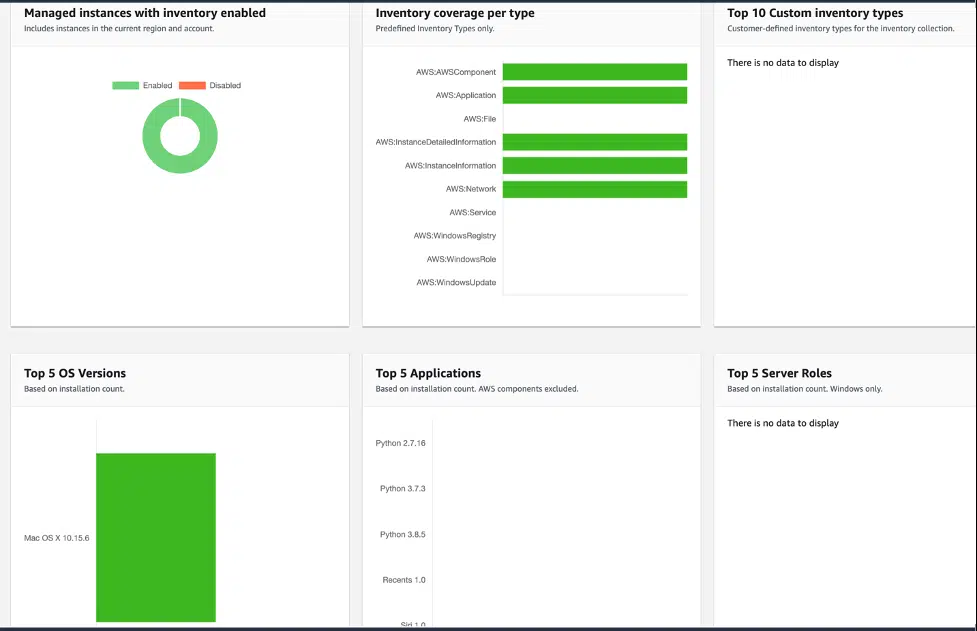 Managed instances with inventory enabled
Includes instances in the current region and account.
Enabled
Disabled
Inventory coverage per type
Predefined Inventory Types only.
AWS:AWSComponent
AWS:Application
AWS:File
AWS:InstanceDetailedInformation
AWS:InstanceInformation
AWS:Network
AWS:Service
AWS:WindowsRegistry
AWS:WindowsRole
AWS:WindowsUpdate
Top 10 Custom inventory types
Customer-defined inventory types for the inventory collection.
There is no data to display
Top 5 OS Versions
Based on installation count.
Mac OS X 10.15.6
Top 5 Applications
Based on installation count. AWS components excluded.
Python 2.7.16
Python 3.7.3
Python 3.8.5
Recents 1.0
Siri 1.0
Top 5 Server Roles
Based on installation count. Windows only.
There is no data to display